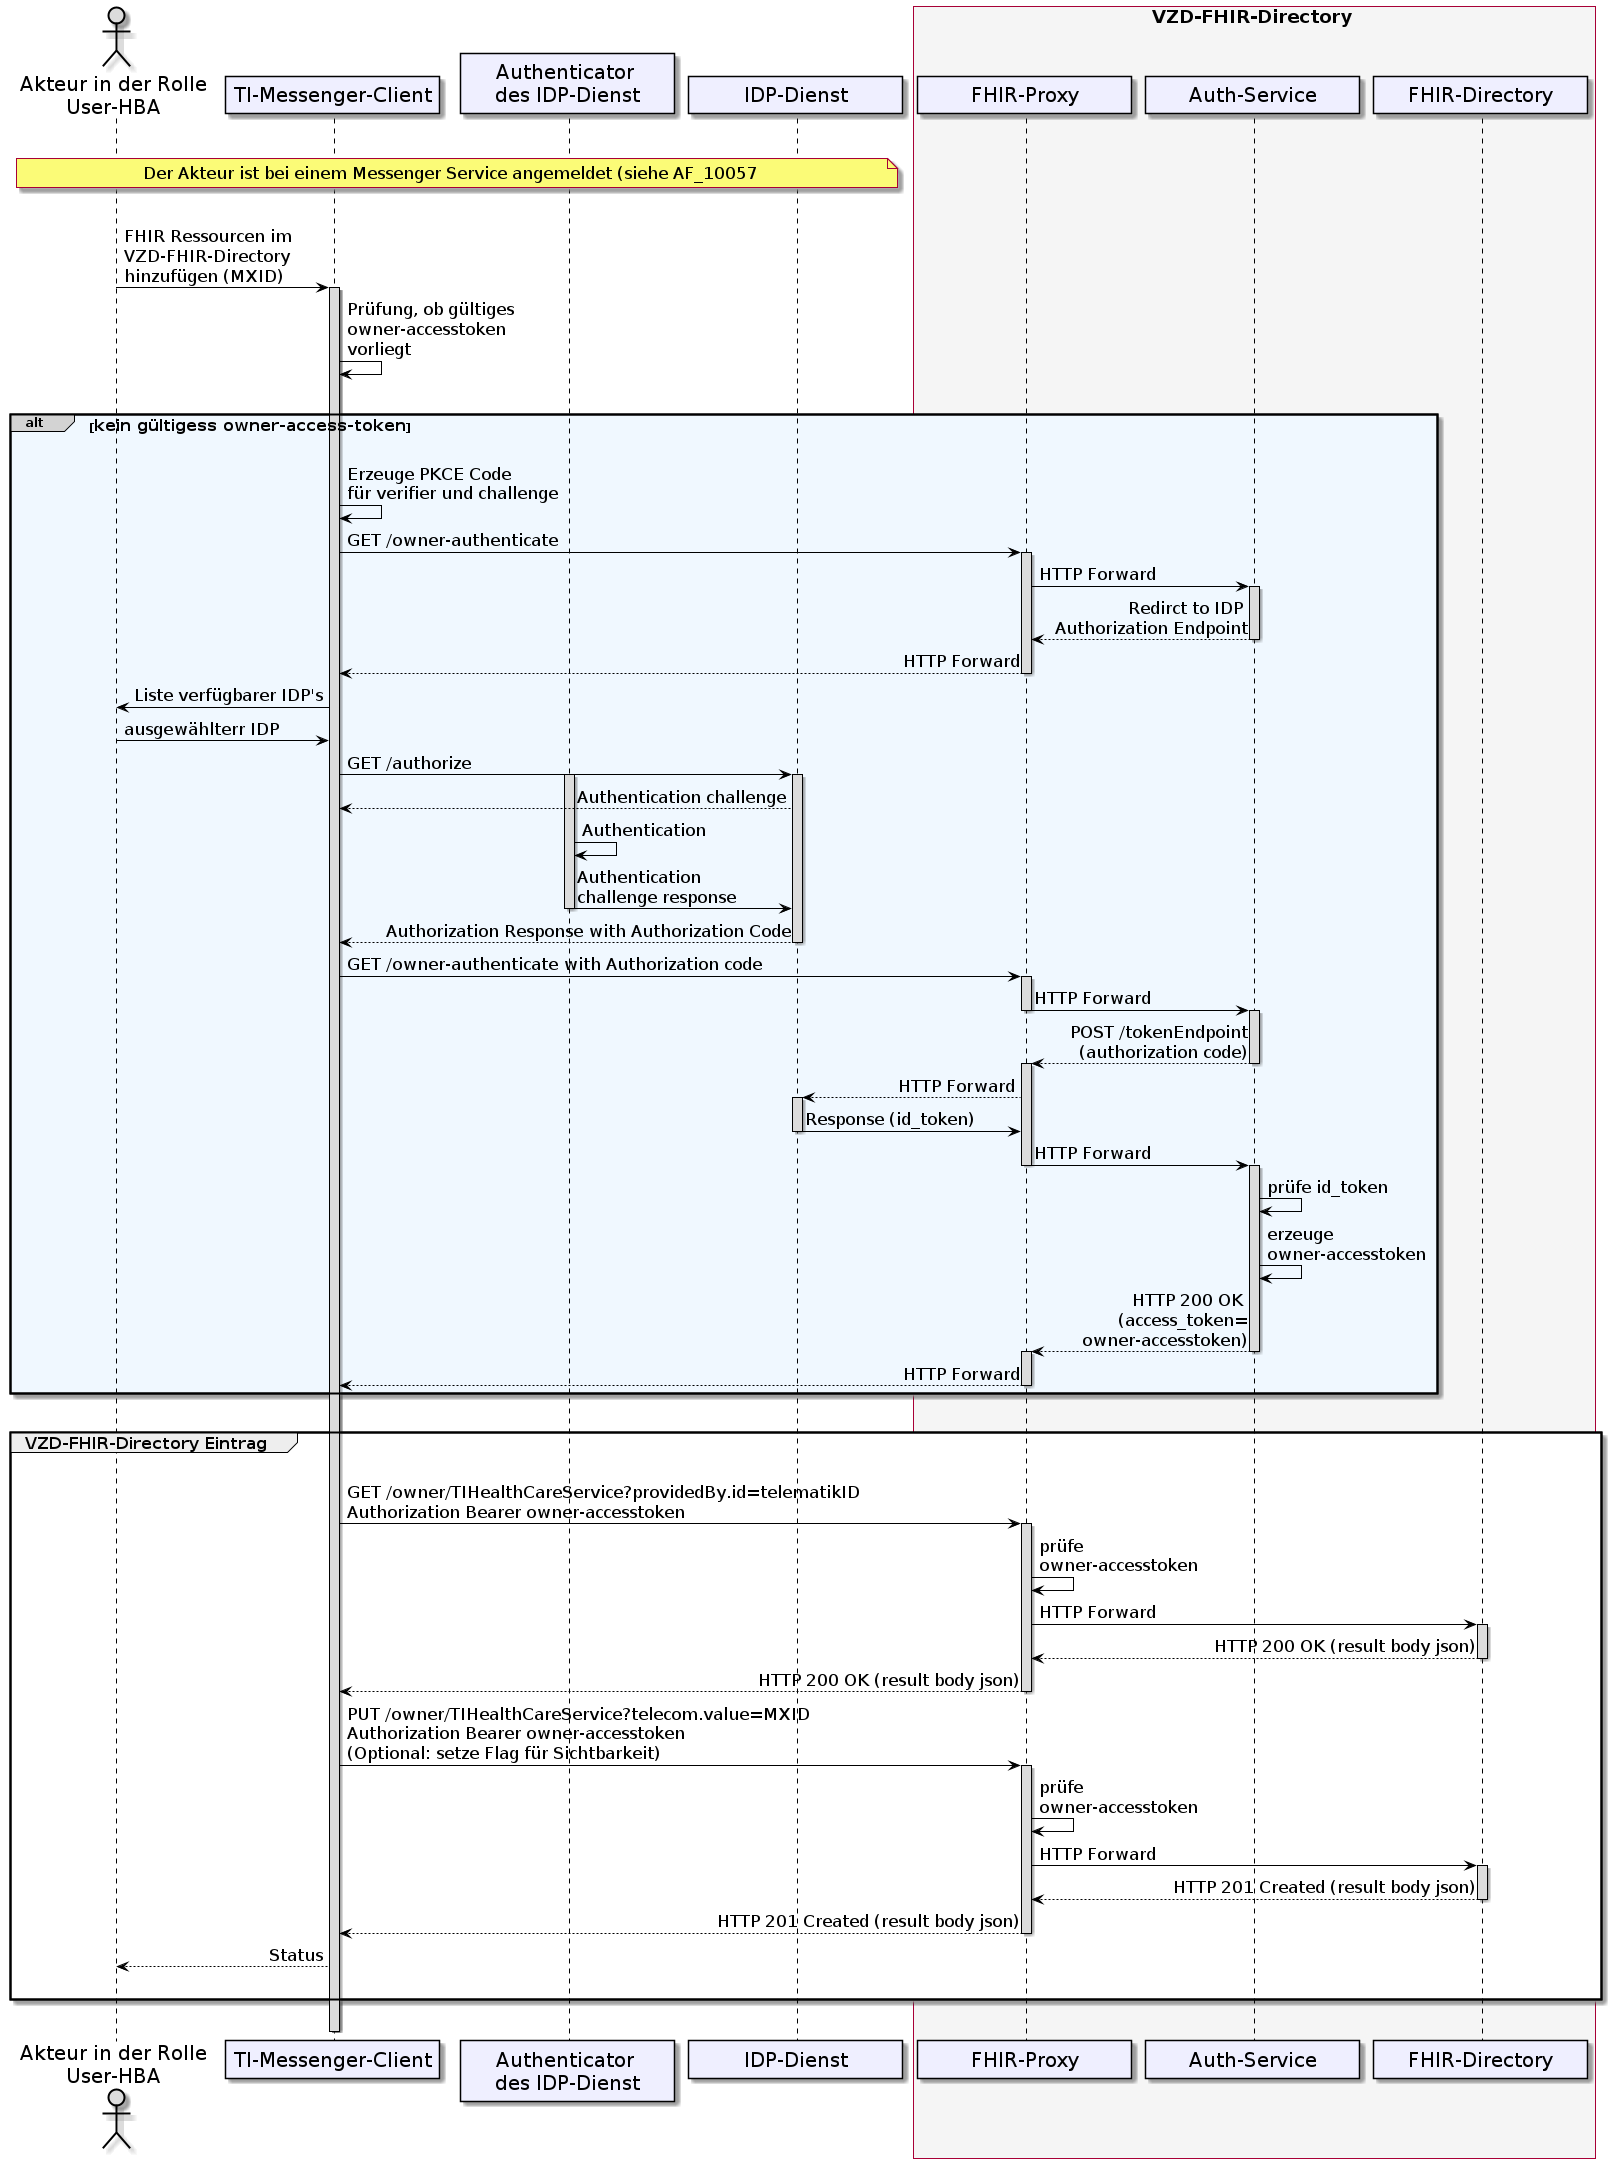 VZD-FHIR-Directory
Akteur in der Rolle
User-HBA
TI-Messenger-Client
Authenticator
des IDP-Dienst
IDP-Dienst
FHIR-Proxy
Auth-Service
FHIR-Directory
Der Akteur ist bei einem Messenger Service angemeldet (siehe AF_10057
FHIR Ressourcen im
VZD-FHIR-Directory
hinzufügen (MXID)
Prüfung, ob gültiges
owner-accesstoken
vorliegt
alt
[kein gültigess owner-access-token]
Erzeuge PKCE Code
für verifier und challenge
GET /owner-authenticate
HTTP Forward
Redirct to IDP
Authorization Endpoint
HTTP Forward
Liste verfügbarer IDP's
ausgewählterr IDP
GET /authorize
Authentication challenge
Authentication
Authentication
challenge response
Authorization Response with Authorization Code
GET /owner-authenticate with Authorization code
HTTP Forward
POST /tokenEndpoint
(authorization code)
HTTP Forward
Response (id_token)
HTTP Forward
prüfe id_token
erzeuge
owner-accesstoken
HTTP 200 OK
(access_token=
owner-accesstoken)
HTTP Forward
VZD-FHIR-Directory Eintrag
GET /owner/TIHealthCareService?providedBy.id=telematikID
Authorization Bearer owner-accesstoken
prüfe
owner-accesstoken
HTTP Forward
HTTP 200 OK (result body json)
HTTP 200 OK (result body json)
PUT /owner/TIHealthCareService?telecom.value=MXID
Authorization Bearer owner-accesstoken
(Optional: setze Flag für Sichtbarkeit)
prüfe
owner-accesstoken
HTTP Forward
HTTP 201 Created (result body json)
HTTP 201 Created (result body json)
Status
Akteur in der Rolle
User-HBA
TI-Messenger-Client
Authenticator
des IDP-Dienst
IDP-Dienst
FHIR-Proxy
Auth-Service
FHIR-Directory